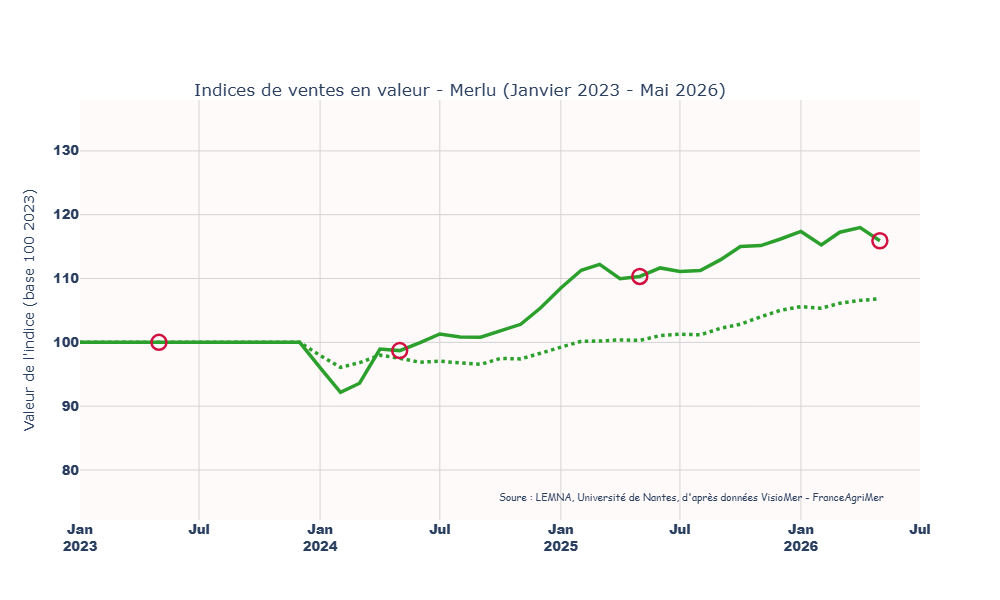 Indices de ventes en valeur - Merlu (Janvier 2023 - Mai 2026)
Valeur de l'indice (base 100 2023)
130
120
110
100
90
80
Soure : LEMNA, Université de Nantes, d'après données VisioMer - FranceAgriMer
Jan Jul Jan Jul Jan Jul Jan Jul
2023 2024 2025 2026